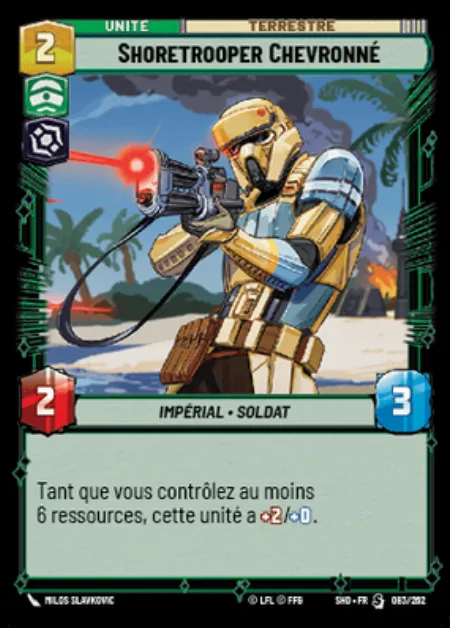 UNITÉ
TERRESTRE
2
SHORETROOPER CHEVRONNÉ
2
IMPÉRIAL • SOLDAT
3
Tant que vous contrôlez au moins
6 ressources, cette unité a +2/+0.
MILOS SLAVKOVIC
© LFL © FFG
SHD • FR
S
083/262